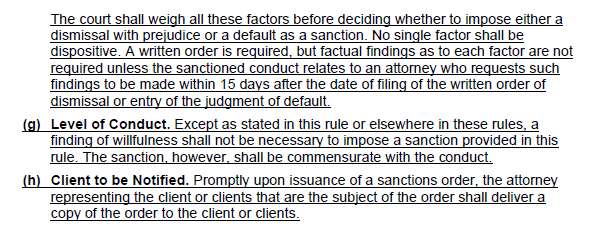 The court shall weigh all these factors before deciding whether to impose either a
dismissal with prejudice or a default as a sanction. No single factor shall be
dispositive. A written order is required, but factual findings as to each factor are not
required unless the sanctioned conduct relates to an attorney who requests such
findings to be made within 15 days after the date of filing of the written order of
dismissal or entry of the judgment of default.
(g) Level of Conduct. Except as stated in this rule or elsewhere in these rules, a
finding of willfulness shall not be necessary to impose a sanction provided in this
rule. The sanction, however, shall be commensurate with the conduct.
(h) Client to be Notified. Promptly upon issuance of a sanctions order, the attorney
representing the client or clients that are the subject of the order shall deliver a
copy of the order to the client or clients.